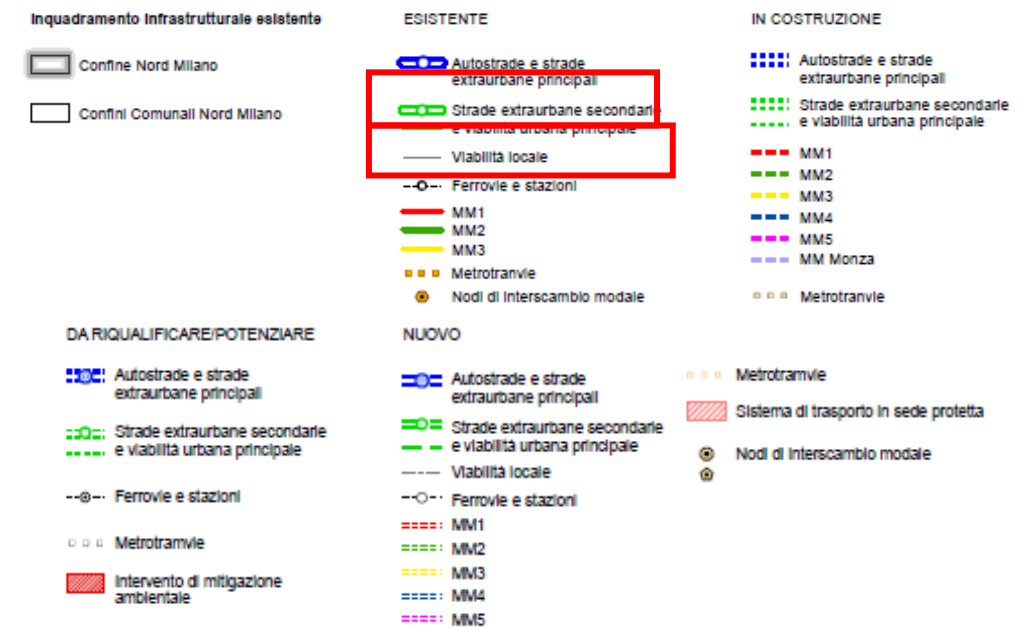 Inquadramento Infrastrutturale esistente
Confine Nord Milano
Confini Comunali Nord Milano
ESISTENTE
Autostrade e strade
extraurbane principali
Strade extraurbane secondarie
e viabilità urbana principale
Viabilità locale
Ferrovie e stazioni
MM1
MM2
MM3
Metrotranvie
Nodi di interscambio modale
IN COSTRUZIONE
Autostrade e strade
extraurbane principali
Strade extraurbane secondarie
e viabilità urbana principale
MM1
MM2
MM3
MM4
MM5
MM Monza
Metrotranvie
DA RIQUALIFICARE/POTENZIARE
Autostrade e strade
extraurbane principali
Strade extraurbane secondarie
e viabilità urbana principale
Ferrovie e stazioni
Metrotramvie
Intervento di mitigazione
ambientale
NUOVO
Autostrade e strade
extraurbane principali
Strade extraurbane secondarie
e viabilità urbana principale
Viabilità locale
Ferrovie e stazioni
MM1
MM2
MM3
MM4
MM5
Metrotramvie
Sistema di trasporto in sede protetta
Nodi di interscambio modale